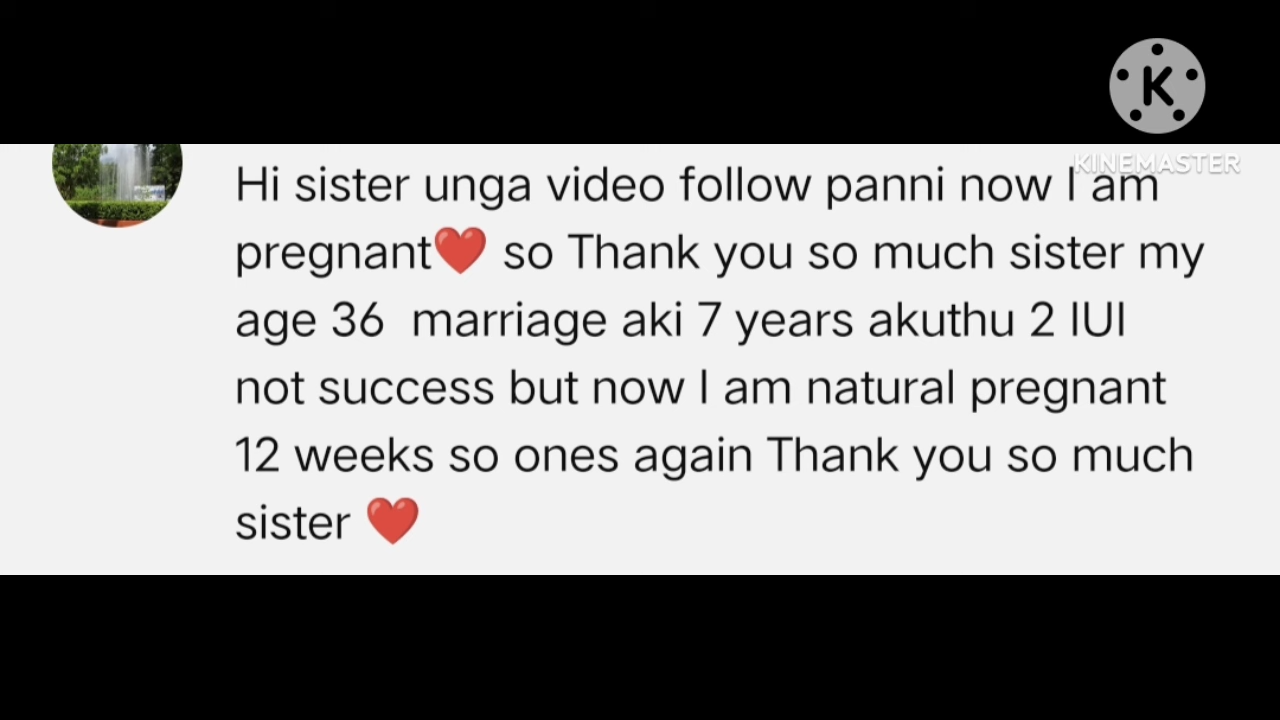 K
KINEMASTER
Hi sister unga video follow panni now I am
pregnant❤️ so Thank you so much sister my
age 36 marriage aki 7 years akuthu 2 IUI
not success but now I am natural pregnant
12 weeks so ones again Thank you so much
sister ❤️